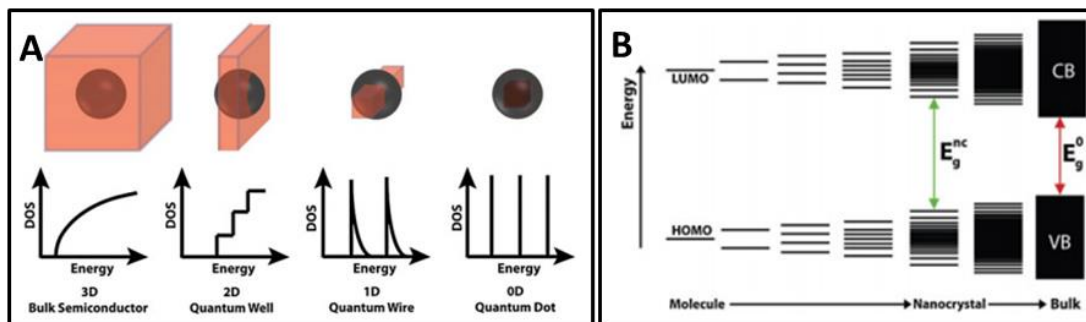 A
DOS
Energy
3D
Bulk Semiconductor
DOS
Energy
2D
Quantum Well
DOS
Energy
1D
Quantum Wire
DOS
Energy
0D
Quantum Dot
B
Energy
LUMO
HOMO
E_g^nc
CB
E_g^0
VB
Molecule
Nanocrystal
Bulk